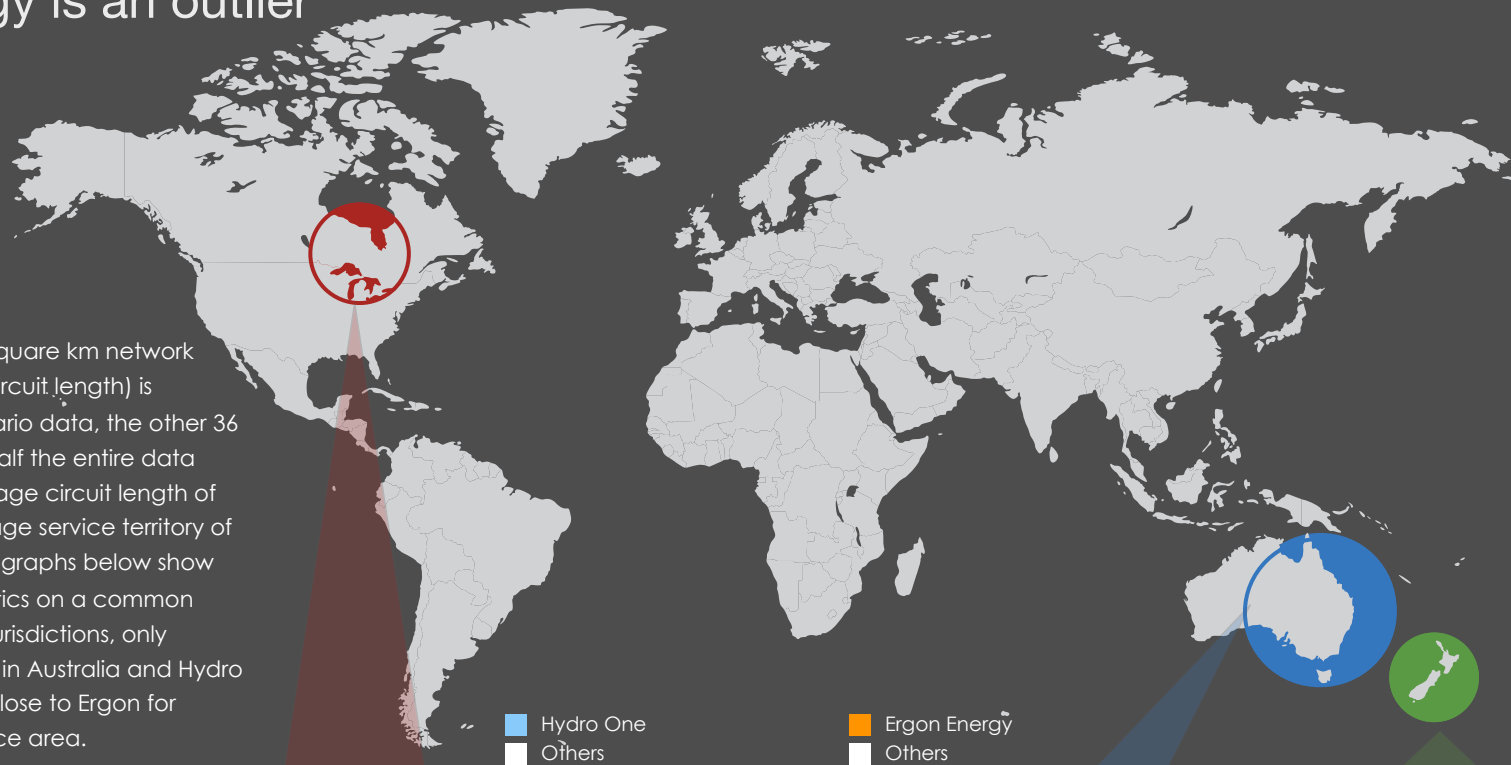 gy is an outlier
quare km network
rcuit length) is
ario data, the other 36
alf the entire data
age circuit length of
age service territory of
graphs below show
rics on a common
urisdictions, only
in Australia and Hydro
lose to Ergon for
ce area.
Hydro One
Others
Ergon Energy
Others